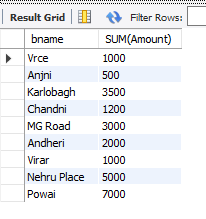 Result Grid Filter Rows:
bname SUM(Amount)
Vrce 1000
Anjni 500
Karlobagh 3500
Chandni 1200
MG Road 3000
Andheri 2000
Virar 1000
Nehru Place 5000
Powai 7000